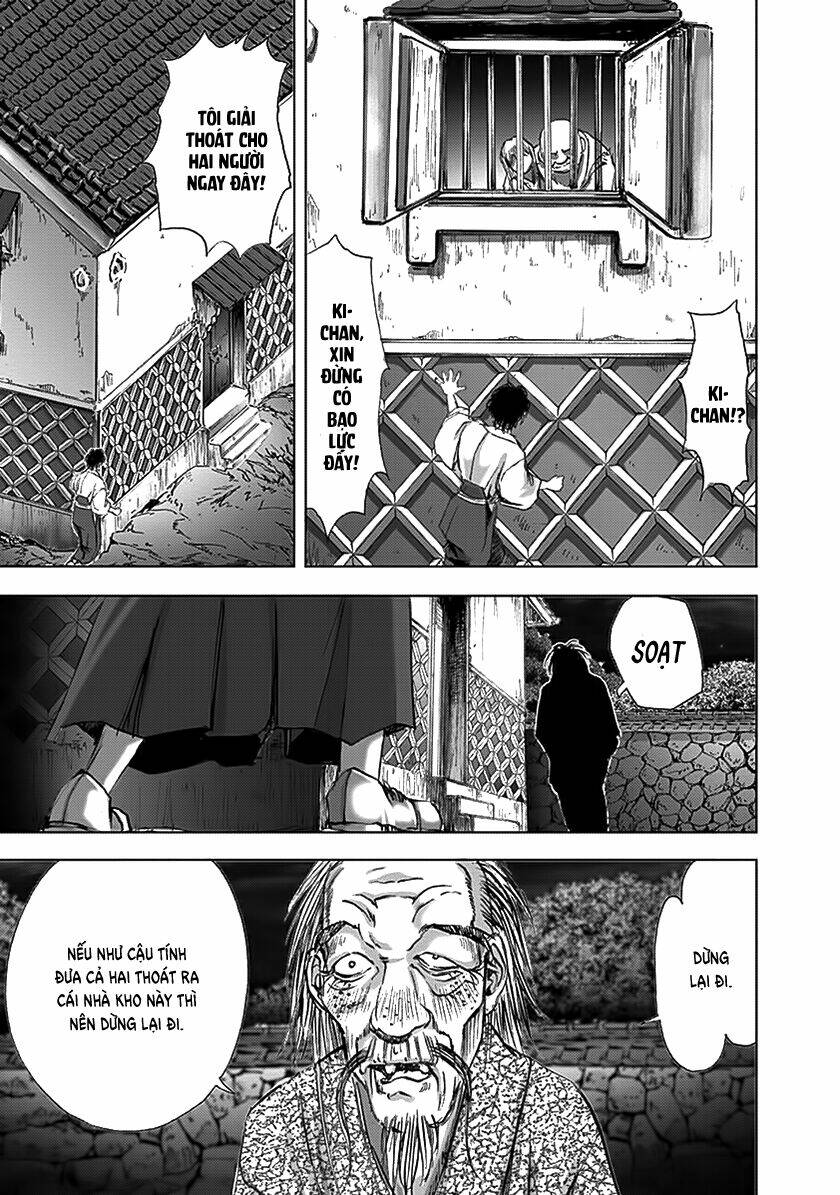 KI-
CHAN!?
KI-
CHAN,
XIN
ĐỪNG
CÓ
BẠO
LỰC
ĐẤY!
TÔI GIẢI
THOÁT CHO
HAI NGƯỜI
NGAY ĐÂY!
SOẠT
DỪNG
LẠI ĐI.
NẾU NHƯ CẬU TÍNH
ĐƯA CẢ HAI THOÁT RA
CÁI NHÀ KHO NÀY THÌ
NÊN DỪNG LẠI ĐI.